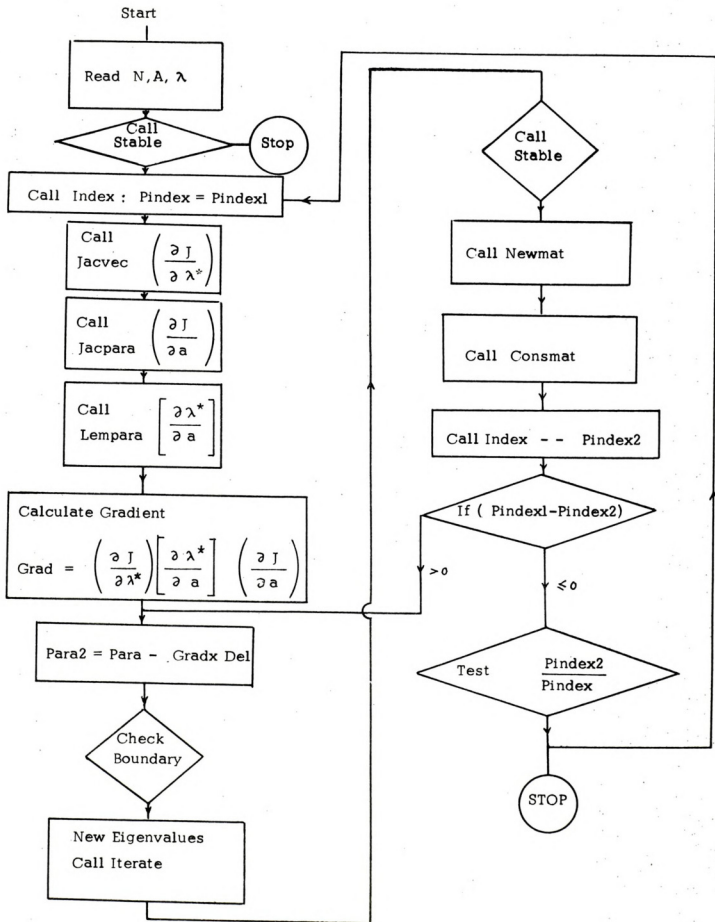 Start
Read N,A, λ
Call
Stable
Stop
Call Index : Pindex = Pindex1
Call
Jacvec (∂J/∂λ*)
Call
Jacpara (∂J/∂a)
Call
Lempara [∂λ*/∂a]
Calculate Gradient
Grad = (∂J/∂λ*) [∂λ*/∂a] (∂J/∂a)
Para2 = Para - Gradx Del
Check
Boundary
New Eigenvalues
Call Iterate
Call
Stable
Call Newmat
Call Consmat
Call Index -- Pindex2
If ( Pindex1-Pindex2)
>0
≤0
Test Pindex2/Pindex
STOP